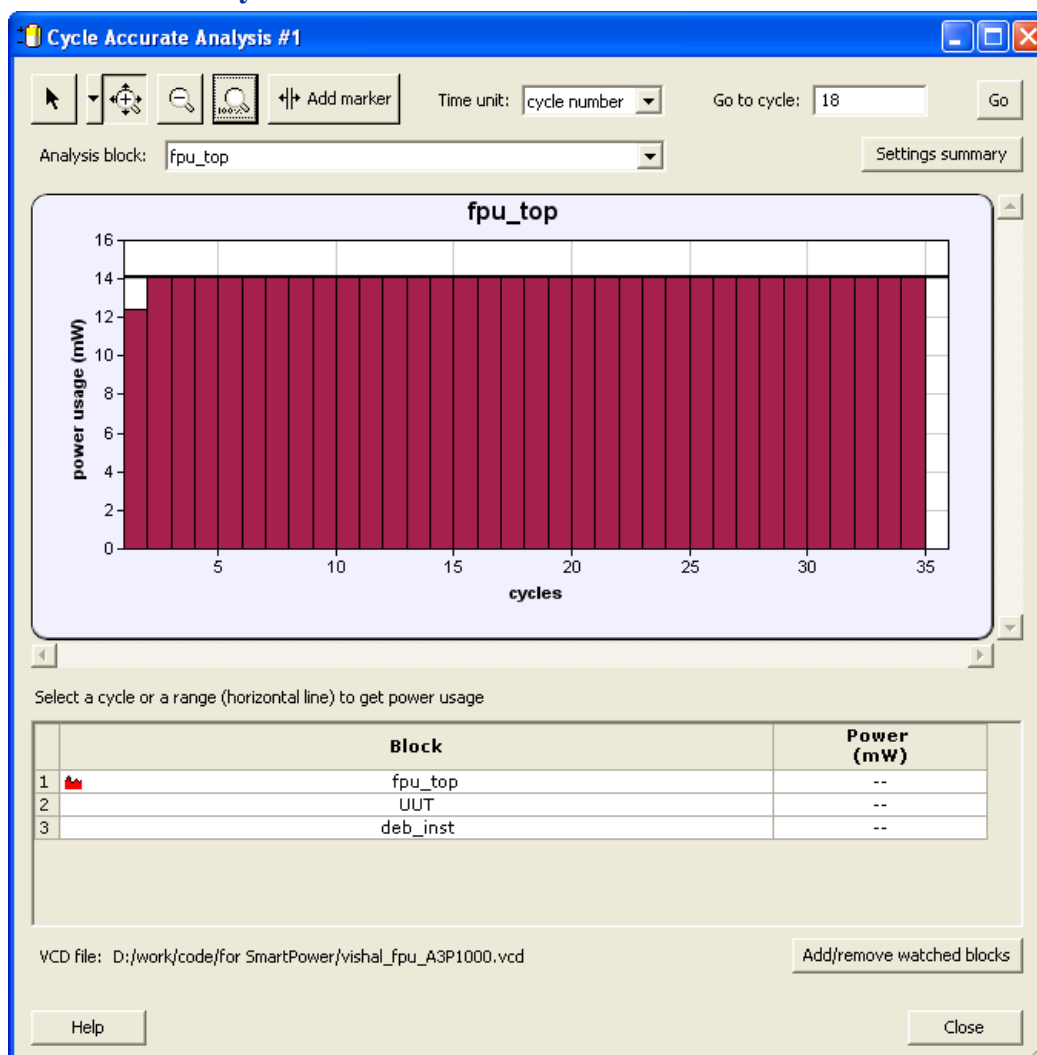 Cycle Accurate Analysis #1
100%
Add marker
Time unit: cycle number
Go to cycle: 18
Go
Analysis block: fpu_top
Settings summary
fpu_top
16
14
12
10
8
6
4
2
0
power usage (mW)
5 10 15 20 25 30 35
cycles
Select a cycle or a range (horizontal line) to get power usage
Block Power
(mW)
1 fpu_top --
2 UUT --
3 deb_inst --
VCD file: D:/work/code/for SmartPower/vishal_fpu_A3P1000.vcd
Add/remove watched blocks
Help
Close